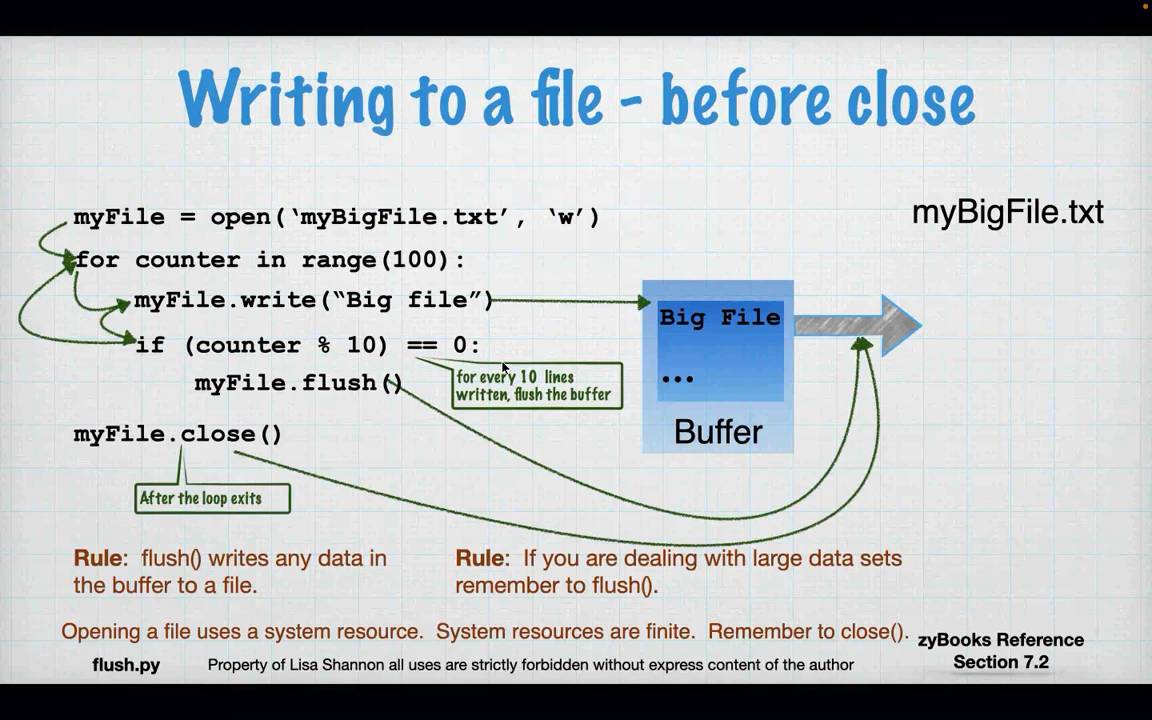 Writing to a file - before close
myBigFile.txt
myFile = open(‘myBigFile.txt’, ‘w’)
for counter in range(100):
myFile.write(“Big file”)
Big File
if (counter % 10) == 0:
for every 10 lines
written, flush the buffer
myFile.flush()
...
Buffer
myFile.close()
After the loop exits
Rule: flush() writes any data in
the buffer to a file.
Rule: If you are dealing with large data sets
remember to flush().
Opening a file uses a system resource. System resources are finite. Remember to close().
zyBooks Reference
Section 7.2
flush.py
Property of Lisa Shannon all uses are strictly forbidden without express content of the author